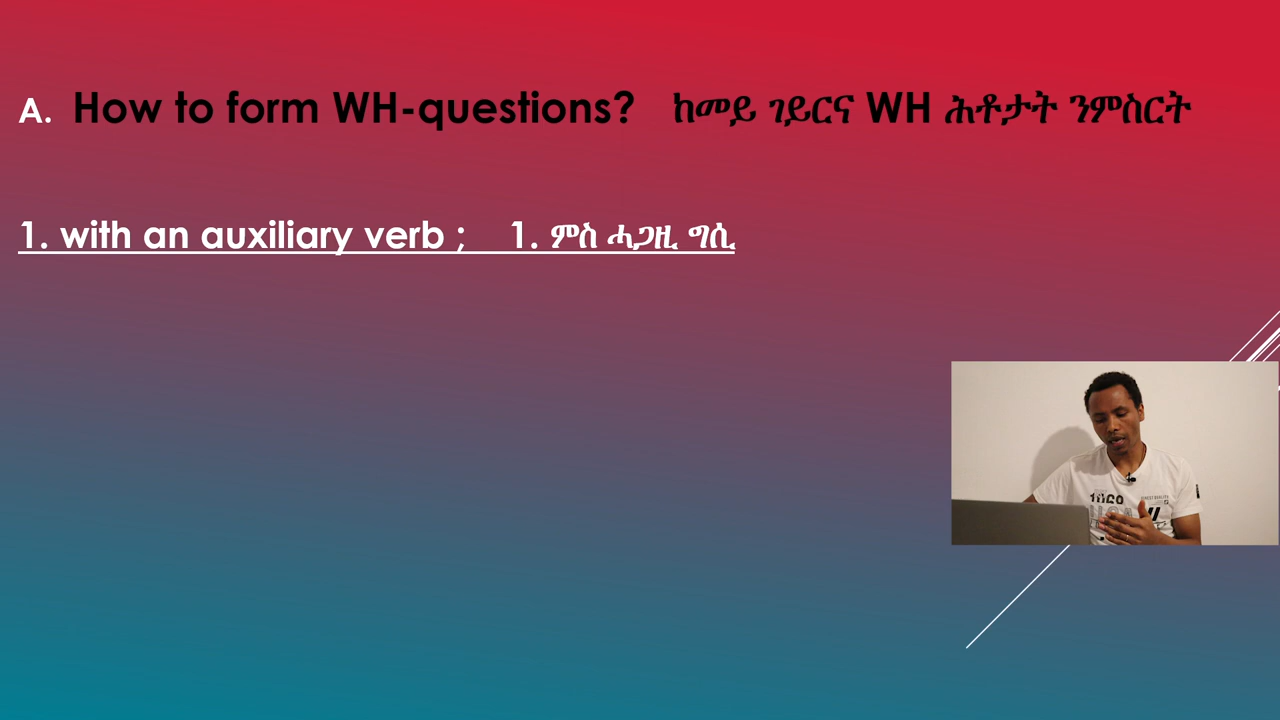 A. How to form WH-questions? ከመይ ገይርና WH ሕቶታት ንምስርት
1. with an auxiliary verb ; 1. ምስ ሓጋዚ ግሲ